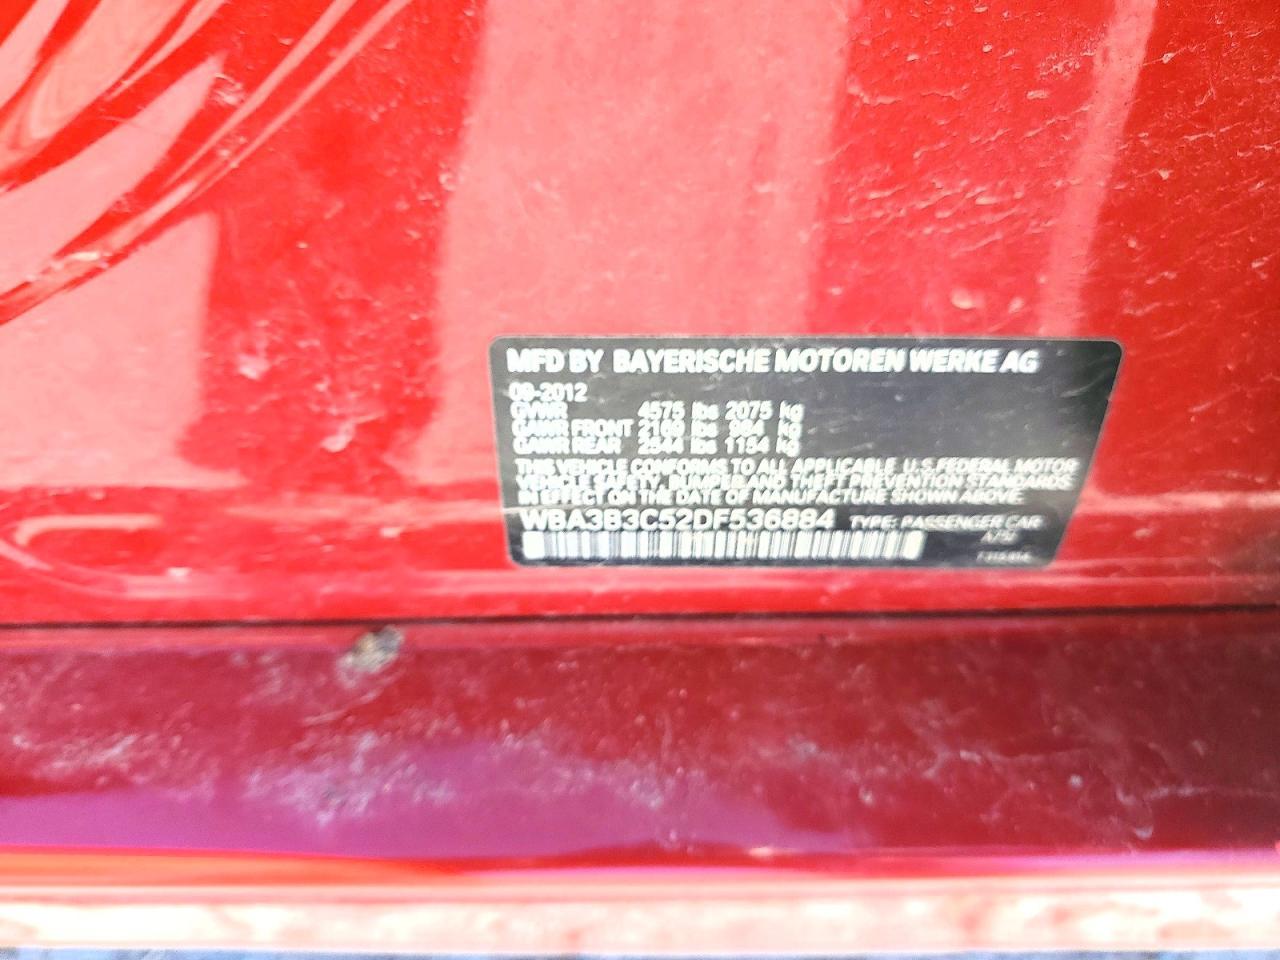 MFD BY BAYERISCHE MOTOREN WERKE AG
09-2012
GVWR 4575 lbs 2075 kg
GAWR FRONT 2169 lbs 984 kg
GAWR REAR 2544 lbs 1154 kg
THIS VEHICLE CONFORMS TO ALL APPLICABLE U.S.FEDERAL MOTOR
VEHICLE SAFETY, BUMPER,AND THEFT PREVENTION STANDARDS
IN EFFECT ON THE DATE OF MANUFACTURE SHOWN ABOVE.
WBA3B3C52DF536884 TYPE: PASSENGER CAR